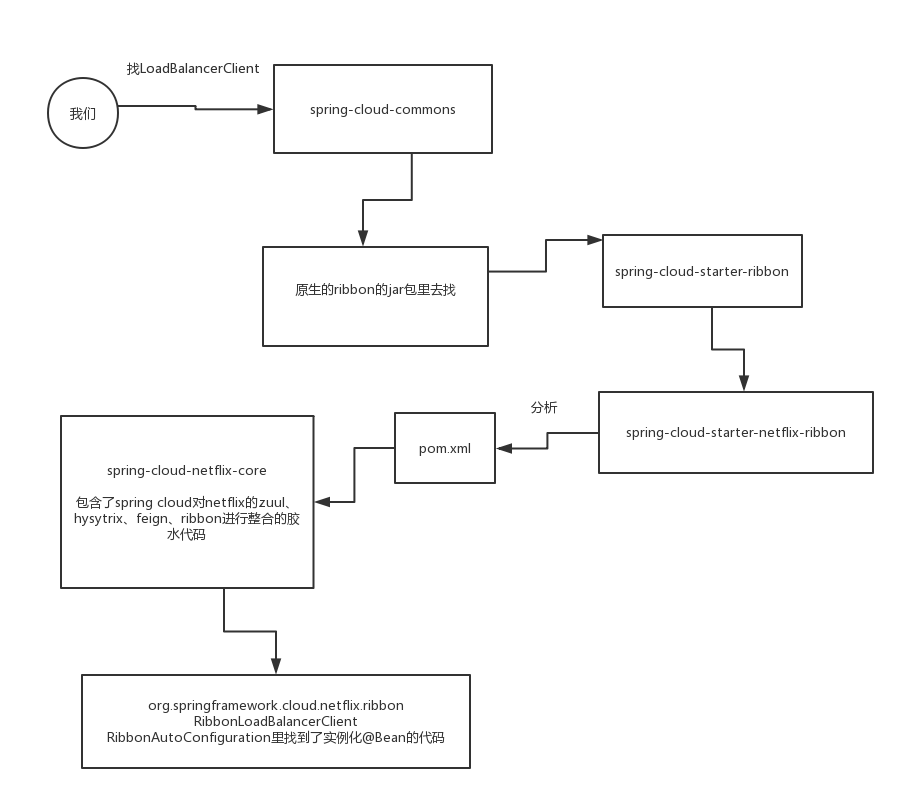 找LoadBalancerClient
我们
spring-cloud-commons
原生的ribbon的jar包里去找
spring-cloud-starter-ribbon
分析
spring-cloud-starter-netflix-ribbon
pom.xml
spring-cloud-netflix-core
包含了spring cloud对netflix的zuul、
hysytrix、feign、ribbon进行整合的胶
水代码
org.springframework.cloud.netflix.ribbon
RibbonLoadBalancerClient
RibbonAutoConfiguration里找到了实例化@Bean的代码